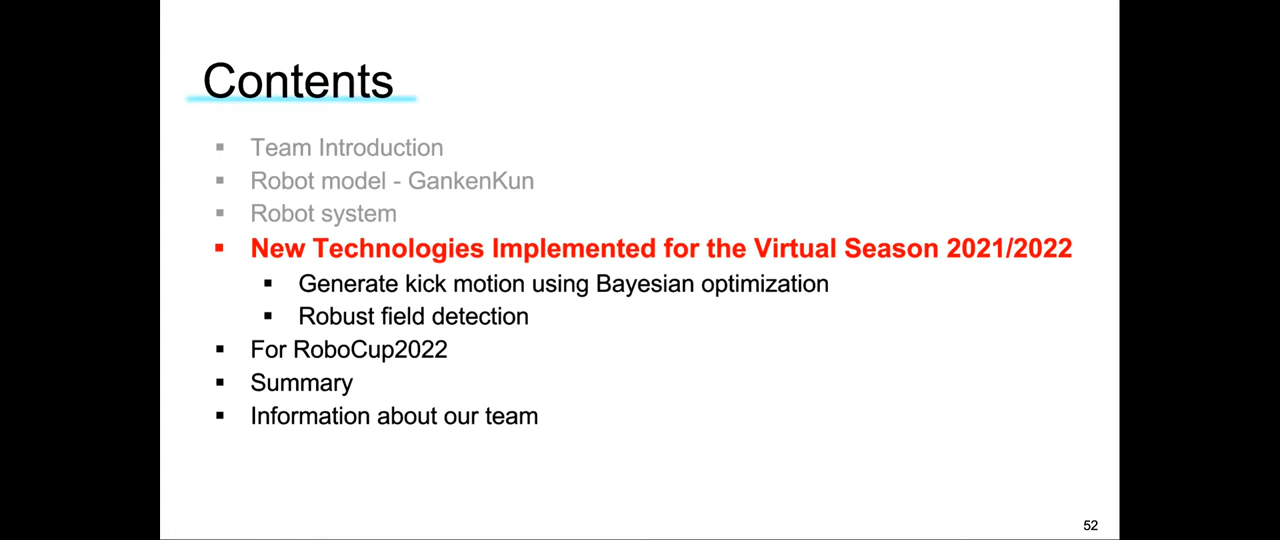 Contents
▪ Team Introduction
▪ Robot model - GankenKun
▪ Robot system
▪ New Technologies Implemented for the Virtual Season 2021/2022
▪ Generate kick motion using Bayesian optimization
▪ Robust field detection
▪ For RoboCup2022
▪ Summary
▪ Information about our team
52